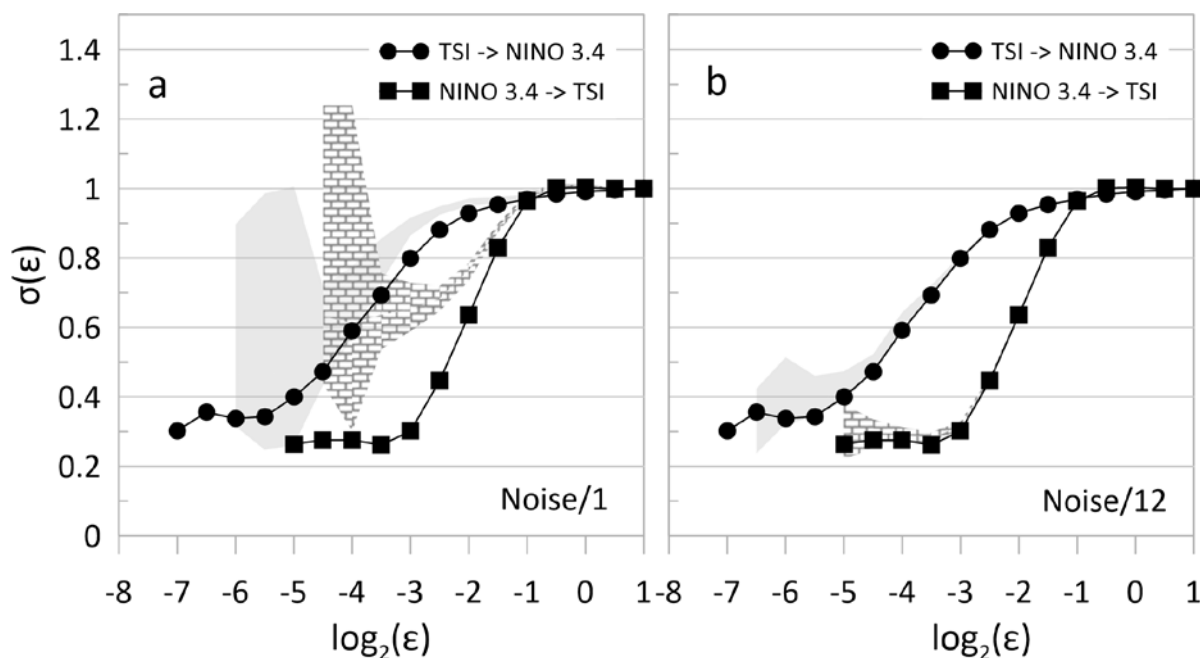 a
TSI -> NINO 3.4
NINO 3.4 -> TSI
σ(ε)
1.4
1.2
1
0.8
0.6
0.4
0.2
0
Noise/1
-8 -7 -6 -5 -4 -3 -2 -1 0 1
log2(ε)
b
TSI -> NINO 3.4
NINO 3.4 -> TSI
Noise/12
-8 -7 -6 -5 -4 -3 -2 -1 0 1
log2(ε)